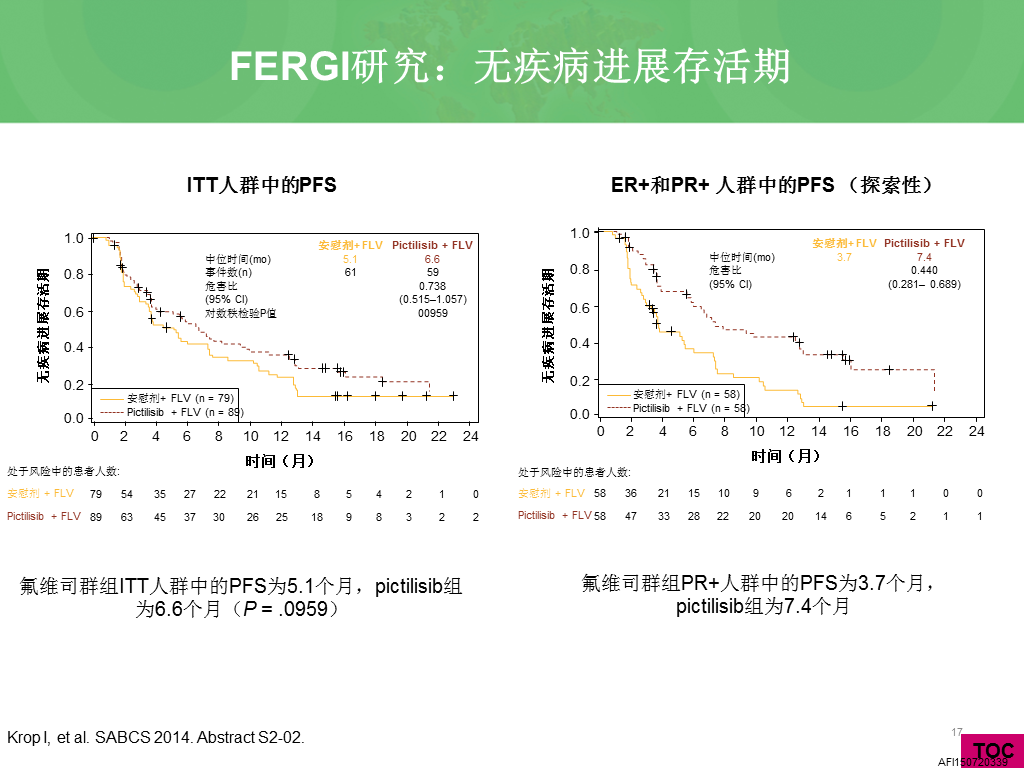 FERGI研究：无疾病进展存活期
ITT人群中的PFS
无疾病进展存活期
1.0
0.8
0.6
0.4
0.2
0.0
安慰剂+FLV Pictilisib + FLV
中位时间(mo) 5.1 6.6
事件数(n) 61 59
危害比 0.738
(95% CI) (0.515–1.057)
对数秩检验P值 00959
安慰剂+ FLV (n = 79)
Pictilisib + FLV (n = 89)
0 2 4 6 8 10 12 14 16 18 20 22 24
时间（月）
处于风险中的患者人数:
安慰剂 + FLV 79 54 35 27 22 21 15 8 5 4 2 1 0
Pictilisib + FLV 89 63 45 37 30 26 25 18 9 8 3 2 2
氟维司群组ITT人群中的PFS为5.1个月，pictilisib组
为6.6个月（P = .0959）
ER+和PR+ 人群中的PFS （探索性）
无疾病进展存活期
1.0
0.8
0.6
0.4
0.2
0.0
安慰剂+FLV Pictilisib + FLV
中位时间(mo) 3.7 7.4
危害比 0.440
(95% CI) (0.281– 0.689)
安慰剂+ FLV (n = 58)
Pictilisib + FLV (n = 58)
0 2 4 6 8 10 12 14 16 18 20 22 24
时间（月）
处于风险中的患者人数:
安慰剂 + FLV 58 36 21 15 10 9 6 2 1 1 1 0 0
Pictilisib + FLV 58 47 33 28 22 20 20 14 6 5 2 1 1
氟维司群组PR+人群中的PFS为3.7个月，
pictilisib组为7.4个月
Krop I, et al. SABCS 2014. Abstract S2-02.
17
TOC
AFI150720339